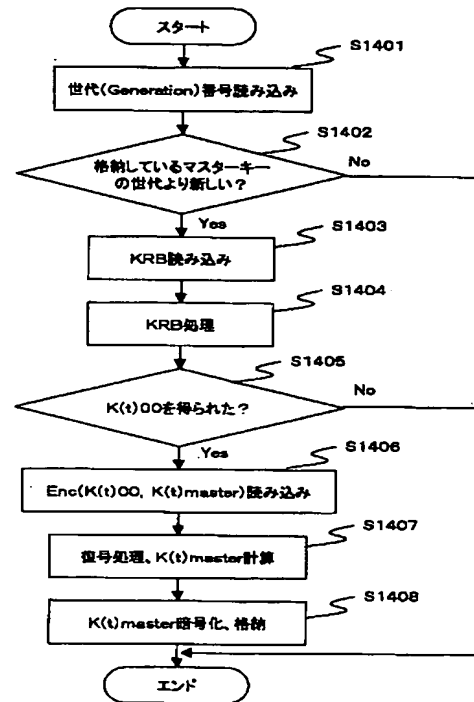 スタート
S1401
世代(Generation)番号読み込み
S1402
格納しているマスターキー
の世代より新しい?
No
Yes
S1403
KRB読み込み
S1404
KRB処理
S1405
K(t)00を得られた?
No
Yes
S1406
Enc(K(t)00, K(t)master)読み込み
S1407
復号処理、K(t)master計算
S1408
K(t)master暗号化、格納
エンド